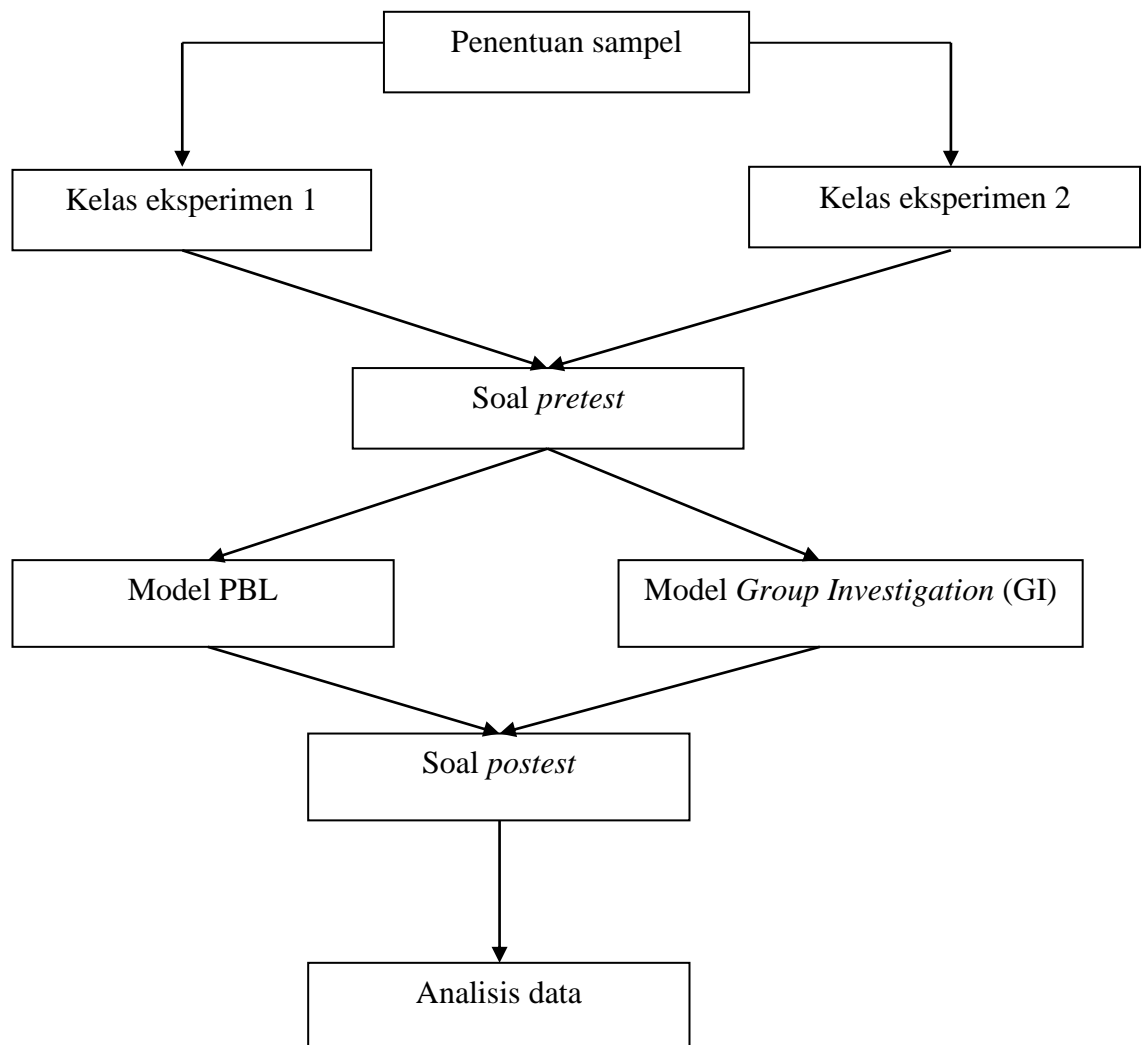 Penentuan sampel
Kelas eksperimen 1
Kelas eksperimen 2
Soal pretest
Model PBL
Model Group Investigation (GI)
Soal postest
Analisis data